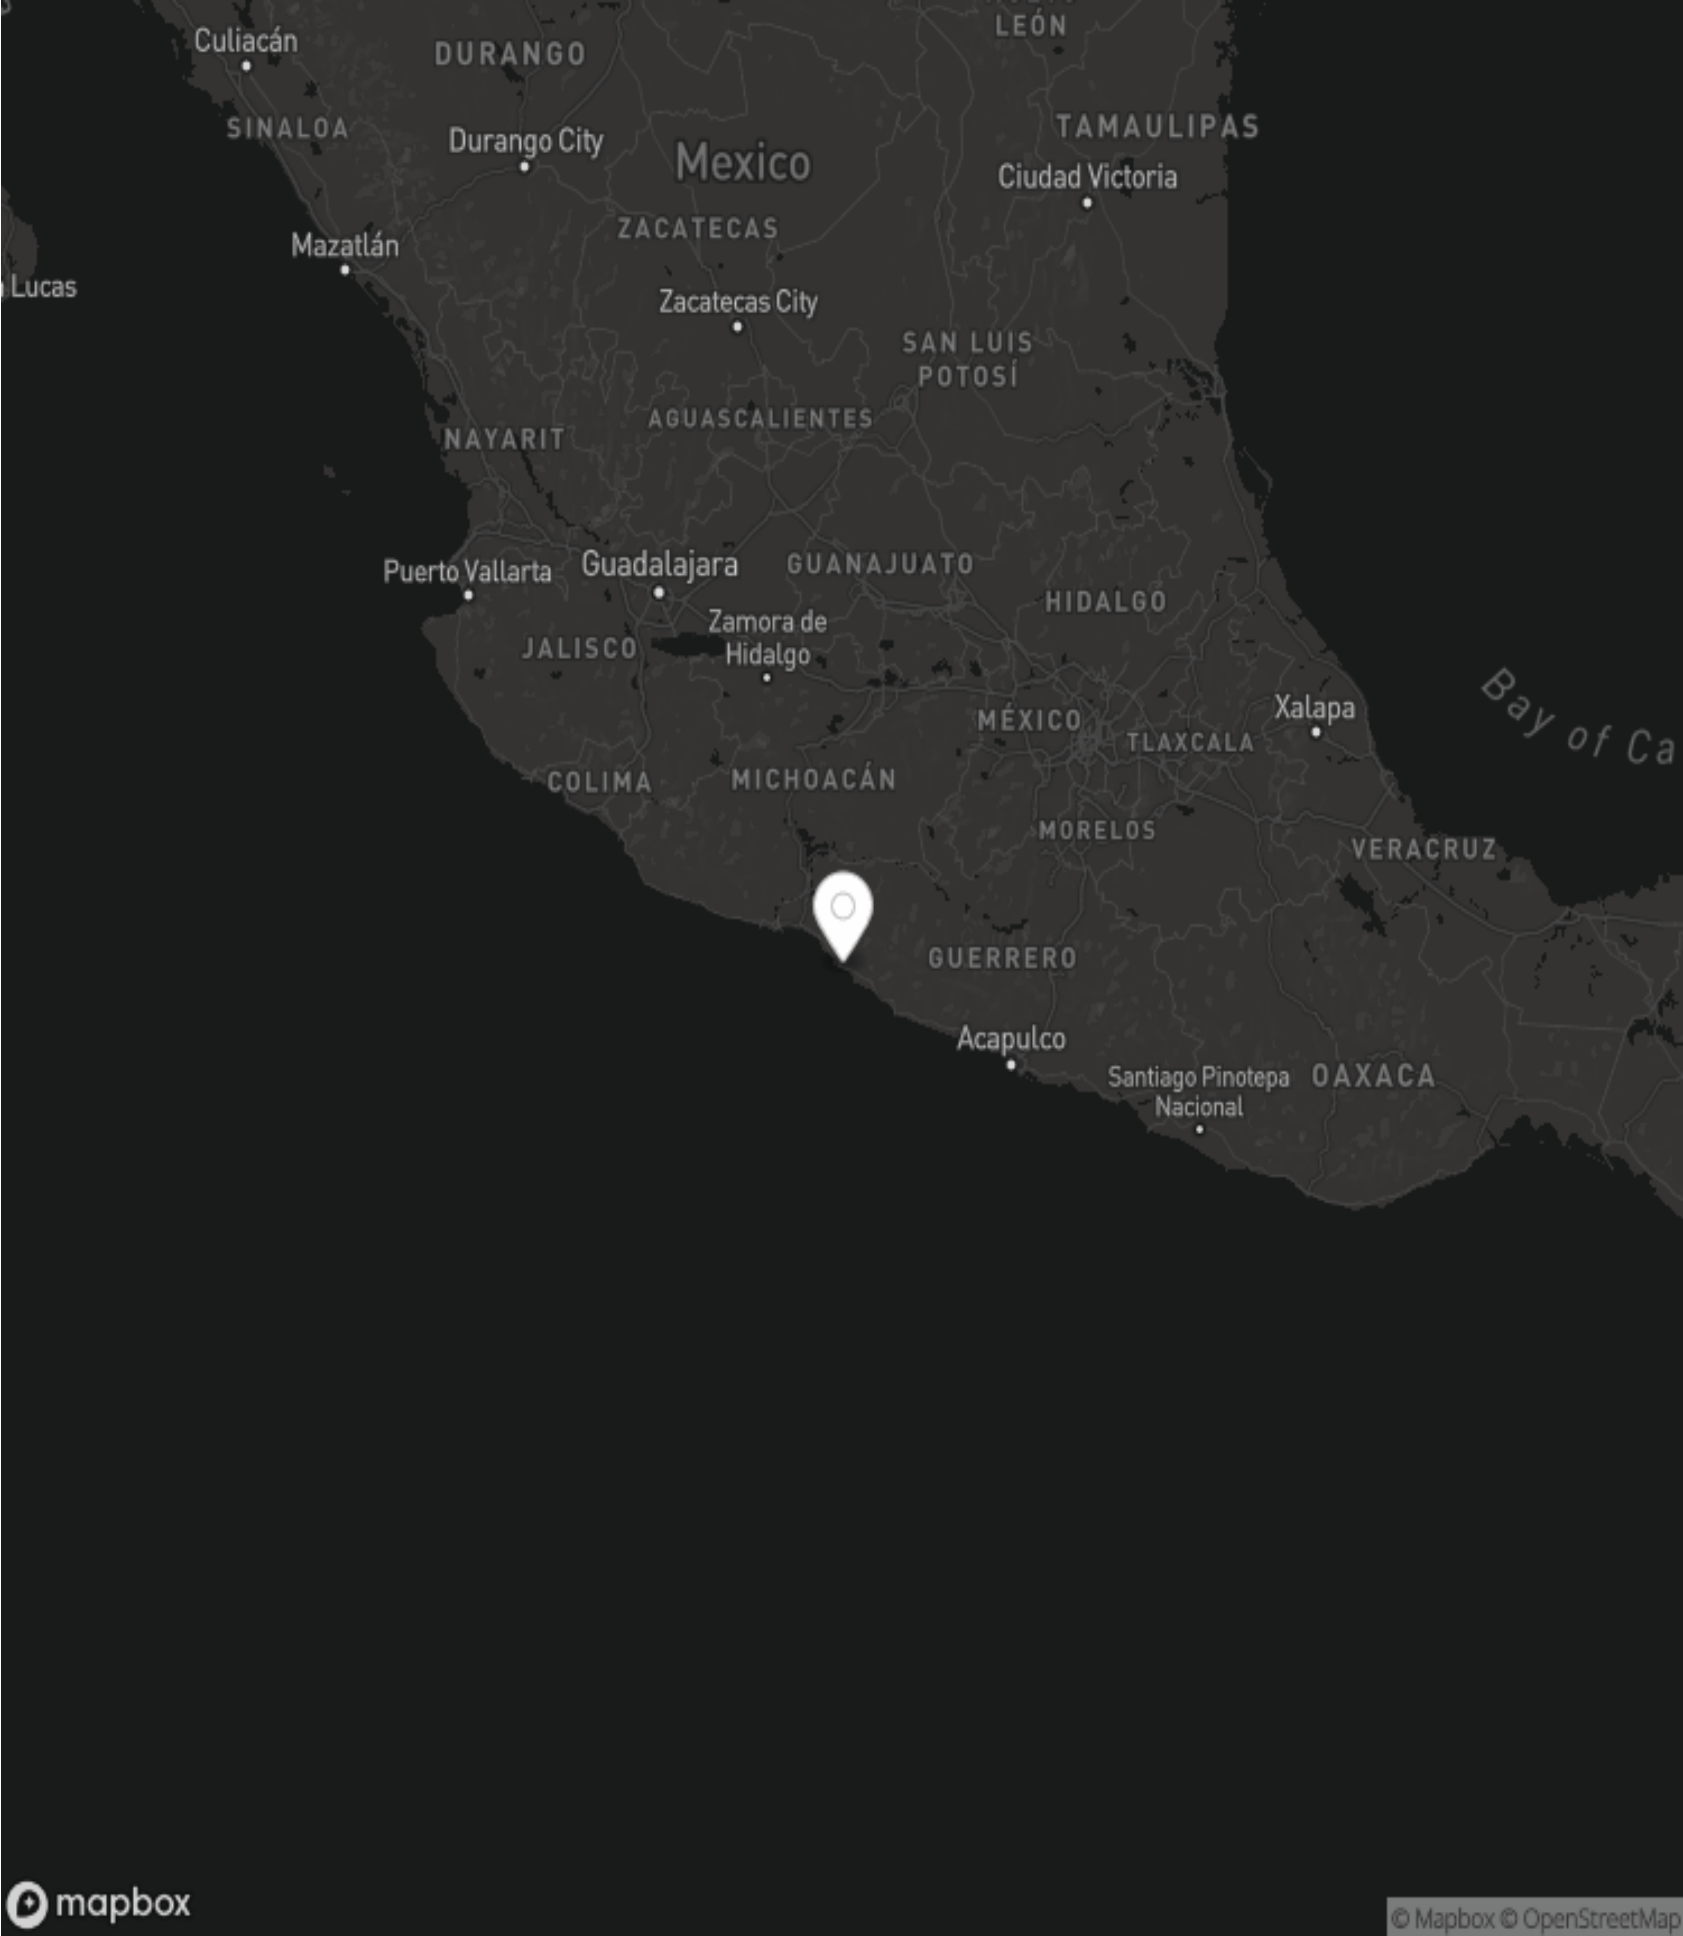 LEÓN
Culiacán
DURANGO
SINALOA
TAMAULIPAS
Durango City
Mexico
Ciudad Victoria
ZACATECAS
Mazatlán
Lucas
Zacatecas City
SAN LUIS
POTOSÍ
AGUASCALIENTES
NAYARIT
Puerto Vallarta
Guadalajara
GUANAJUATO
HIDALGO
Zamora de
Hidalgo
JALISCO
Bay of Ca
Xalapa
MÉXICO
TLAXCALA
COLIMA
MICHOACÁN
MORELOS
VERACRUZ
GUERRERO
Acapulco
Santiago Pinotepa
Nacional
OAXACA
mapbox
© Mapbox © OpenStreetMap